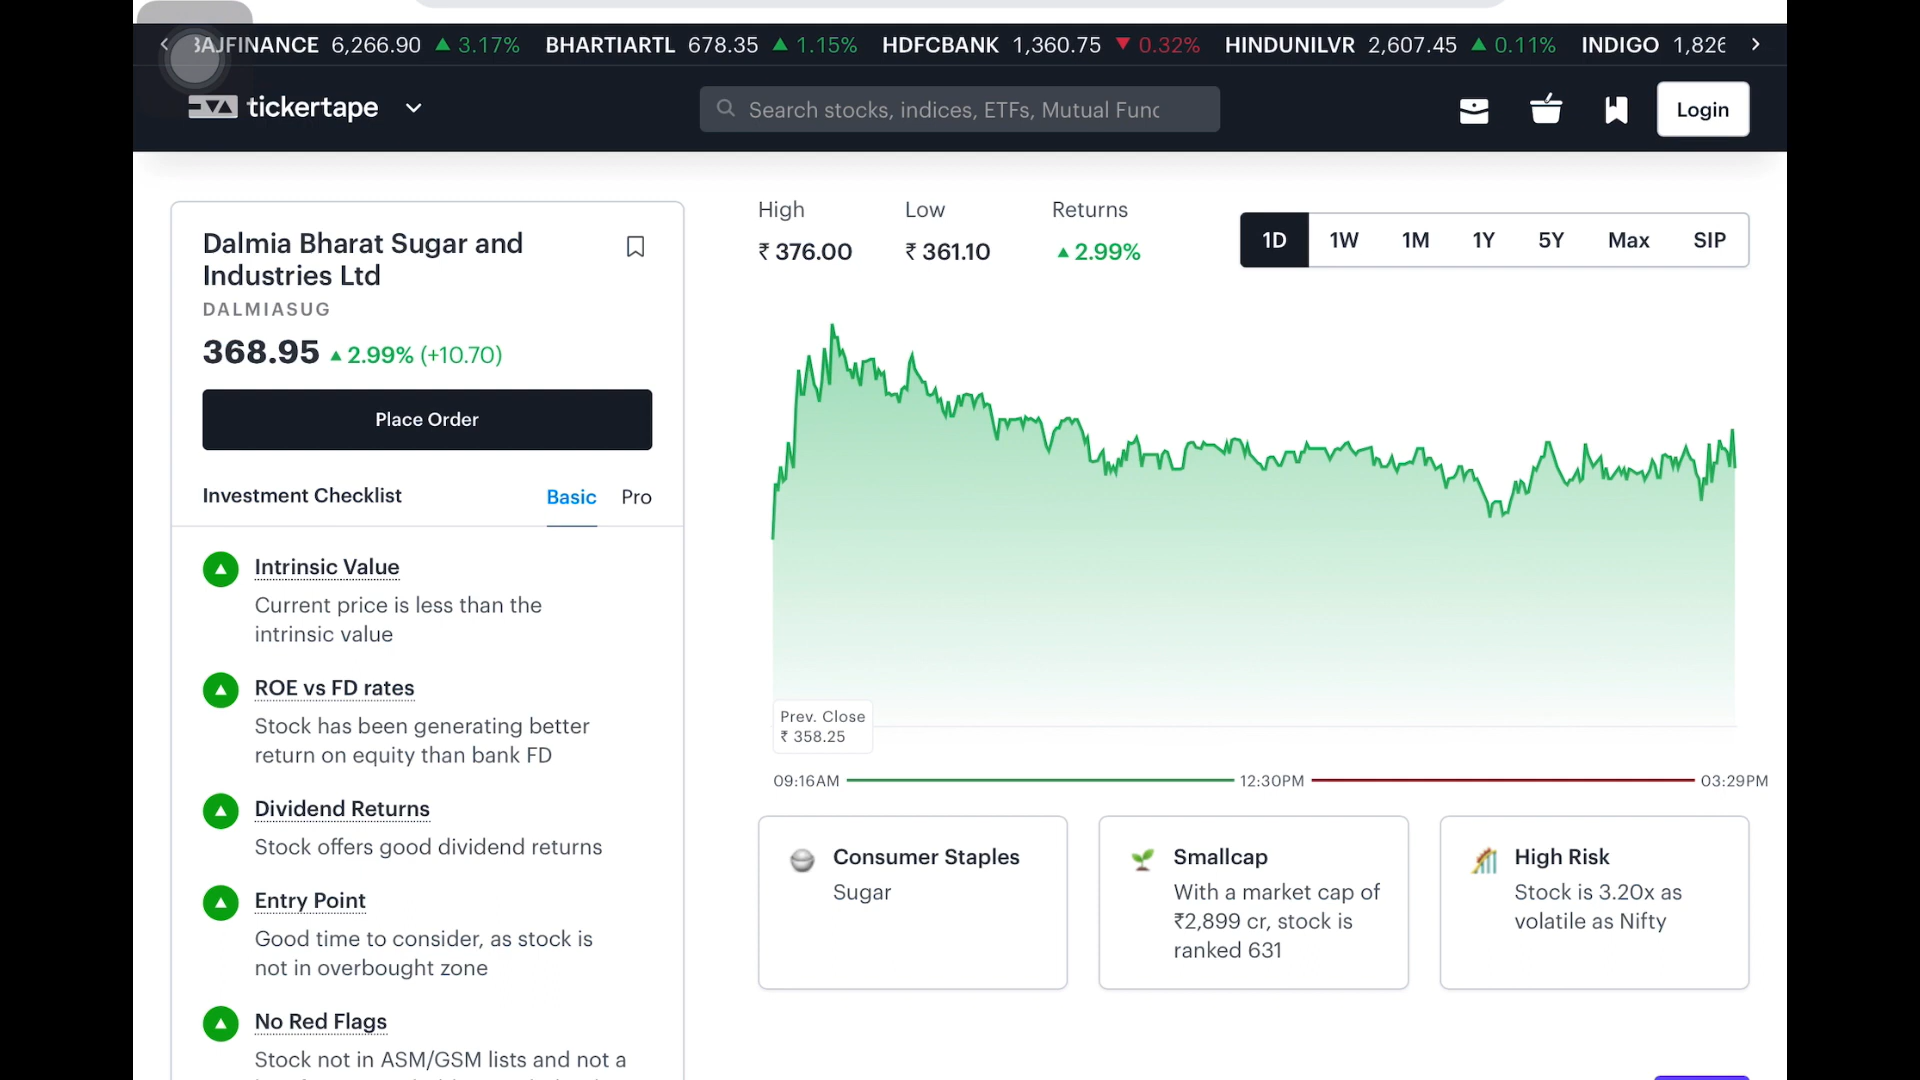 BAJFINANCE 6,266.90 ▲ 3.17% BHARTIARTL 678.35 ▲ 1.15% HDFCBANK 1,360.75 ▼ 0.32% HINDUNILVR 2,607.45 ▲ 0.11% INDIGO 1,826
tickertape
Search stocks, indices, ETFs, Mutual Func
Login
Dalmia Bharat Sugar and
Industries Ltd
DALMIASUG
368.95 ▲ 2.99% (+10.70)
Place Order
Investment Checklist Basic Pro
Intrinsic Value
Current price is less than the
intrinsic value
ROE vs FD rates
Stock has been generating better
return on equity than bank FD
Dividend Returns
Stock offers good dividend returns
Entry Point
Good time to consider, as stock is
not in overbought zone
No Red Flags
Stock not in ASM/GSM lists and not a
High Low Returns
₹ 376.00 ₹ 361.10 ▲ 2.99%
1D 1W 1M 1Y 5Y Max SIP
Prev. Close
₹ 358.25
09:16AM 12:30PM 03:29PM
Consumer Staples
Sugar
Smallcap
With a market cap of
₹2,899 cr, stock is
ranked 631
High Risk
Stock is 3.20x as
volatile as Nifty